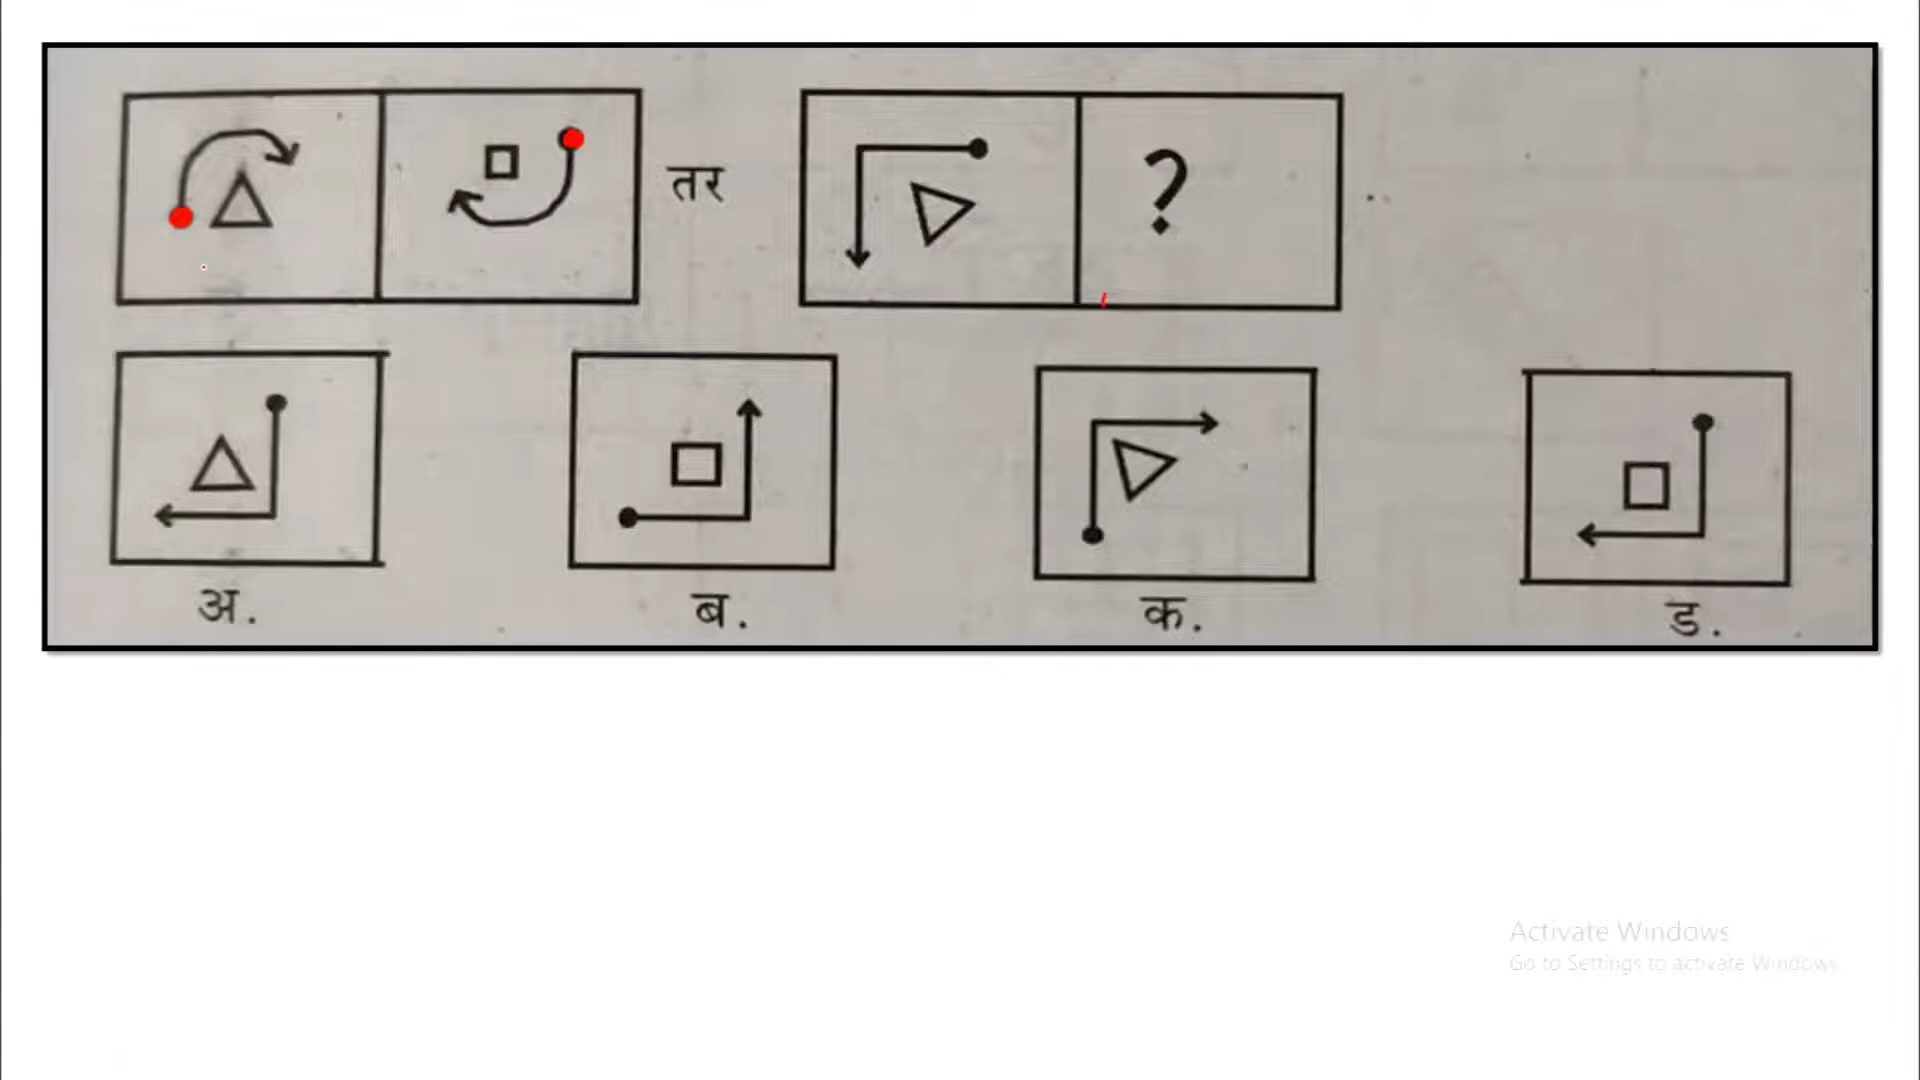 तर
?
अ. ब. क. ड.
Activate Windows
Go to Settings to activate Windows.